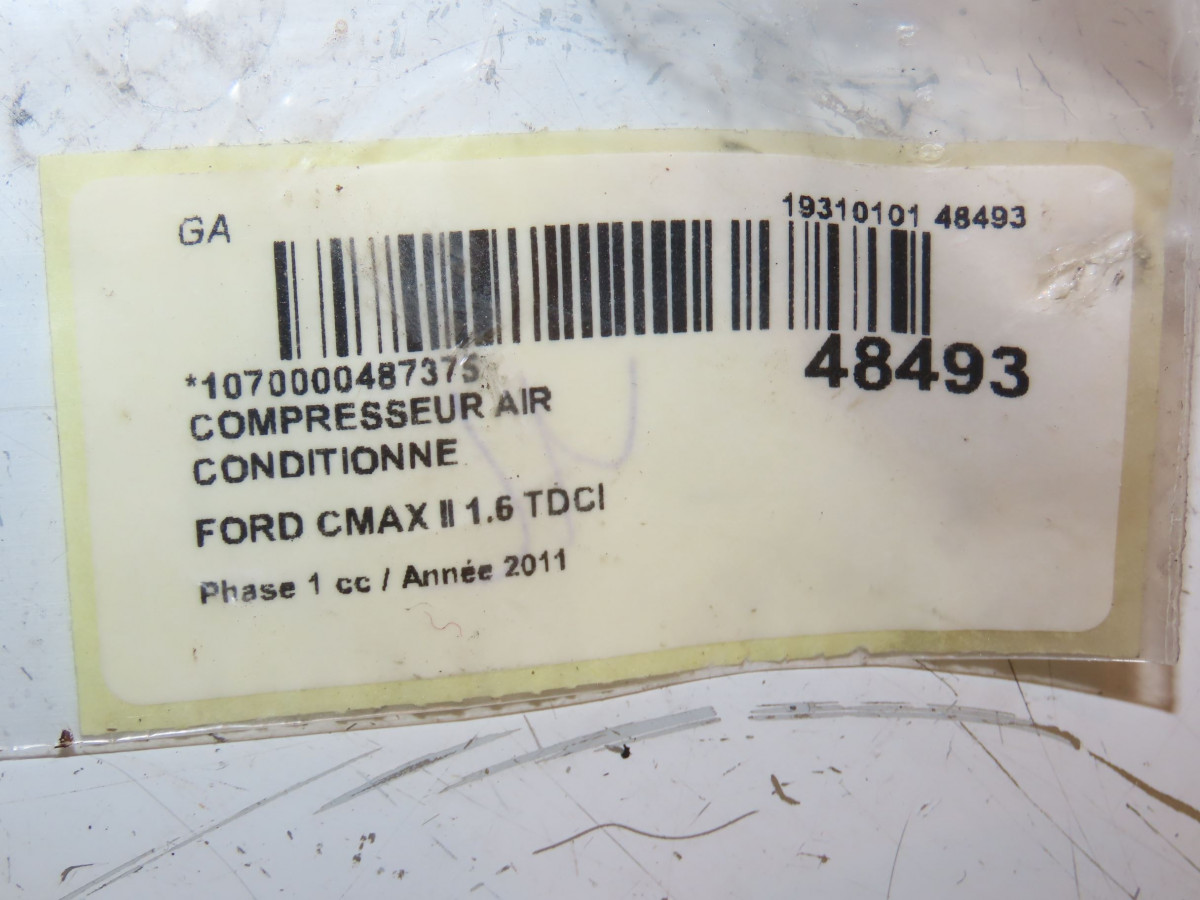 GA
19310101 48493
48493
*1070000487375
COMPRESSEUR AIR
CONDITIONNE
FORD CMAX II 1.6 TDCI
Phase 1 cc / Année 2011